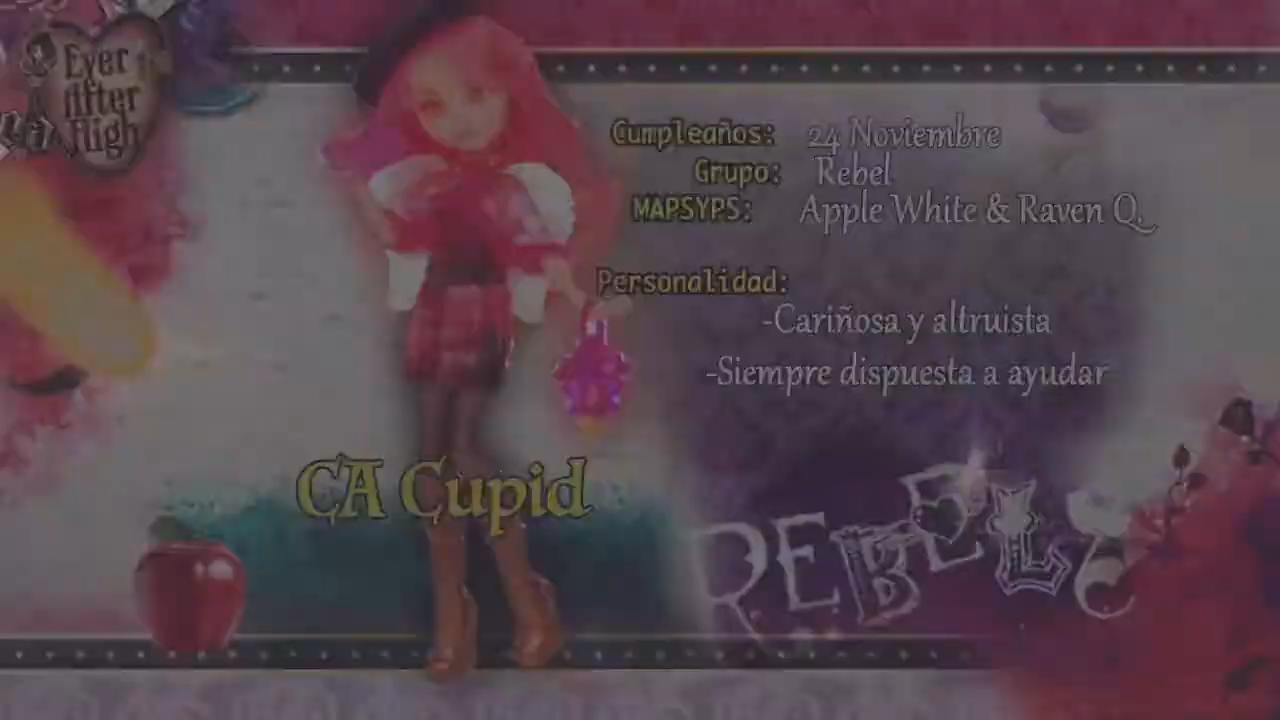 Ever
After
High
Cumpleaños: 24 Noviembre
Grupo: Rebel
MAPSYPS: Apple White & Raven Q.
Personalidad:
-Cariñosa y altruista
-Siempre dispuesta a ayudar
CA Cupid
REBELS